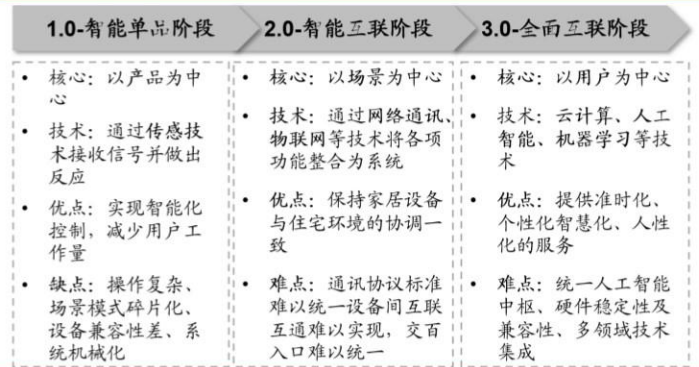 1.0-智能单品阶段
2.0-智能互联阶段
3.0-全面互联阶段
• 核心：以产品为中
心
• 技术：通过传感技
术接收信号并做出
反应
• 优点：实现智能化
控制，减少用户工
作量
• 缺点：操作复杂、
场景模式碎片化、
设备兼容性差、系
统机械化
• 核心：以场景为中心
• 技术：通过网络通讯、
物联网等技术将各项
功能整合为系统
• 优点：保持家居设备
与住宅环境的协调一
致
• 难点：通讯协议标准
难以统一设备间互联
互通难以实现，交百
入口难以统一
• 核心：以用户为中心
• 技术：云计算、人工
智能、机器学习等技
术
• 优点：提供准时化、
个性化智慧化、人性
化的服务
• 难点：统一人工智能
中枢、硬件稳定性及
兼容性、多领域技术
集成